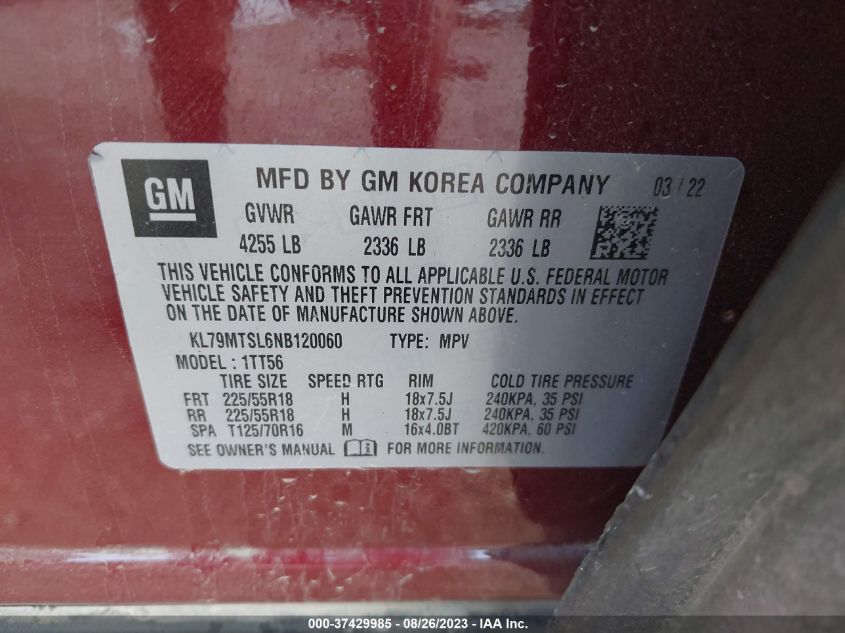 GM
MFD BY GM KOREA COMPANY 03 / 22
GVWR GAWR FRT GAWR RR
4255 LB 2336 LB 2336 LB
THIS VEHICLE CONFORMS TO ALL APPLICABLE U.S. FEDERAL MOTOR
VEHICLE SAFETY AND THEFT PREVENTION STANDARDS IN EFFECT
ON THE DATE OF MANUFACTURE SHOWN ABOVE.
KL79MTSL6NB120060 TYPE: MPV
MODEL : 1TT56
TIRE SIZE SPEED RTG RIM COLD TIRE PRESSURE
FRT 225/55R18 H 18x7.5J 240KPA, 35 PSI
RR 225/55R18 H 18x7.5J 240KPA, 35 PSI
SPA T125/70R16 M 16x4.0BT 420KPA, 60 PSI
SEE OWNER'S MANUAL FOR MORE INFORMATION.
000-37429985 - 08/26/2023 - Copyright © IAA, Inc.